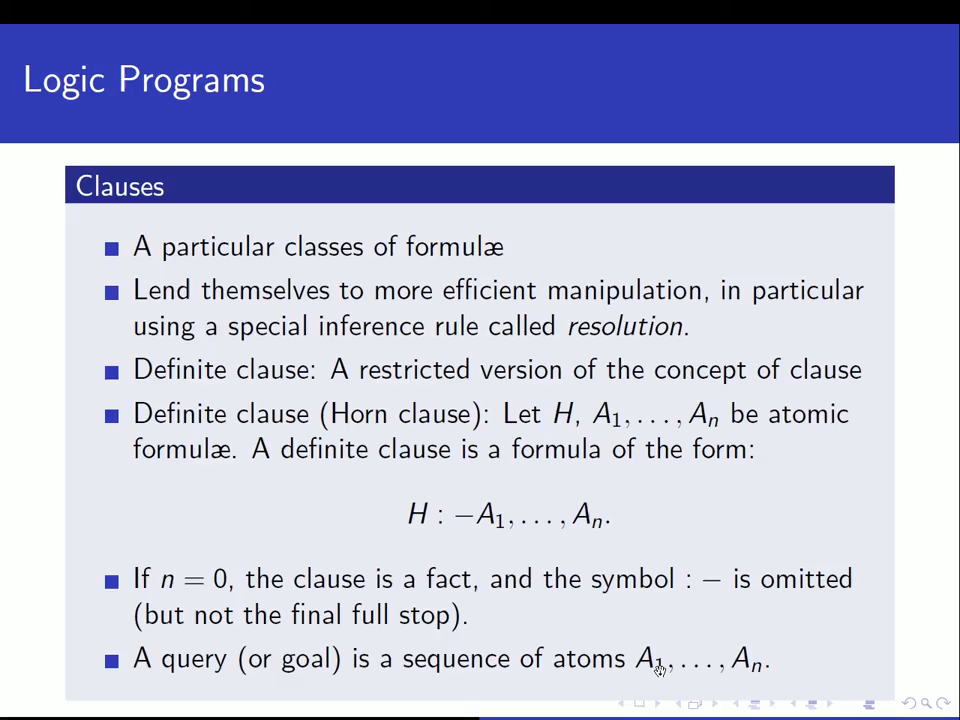 Logic Programs
Clauses
A particular classes of formulæ
Lend themselves to more efficient manipulation, in particular
using a special inference rule called resolution.
Definite clause: A restricted version of the concept of clause
Definite clause (Horn clause): Let H, A₁, . . . , Aₙ be atomic
formulæ. A definite clause is a formula of the form:
H : −A₁, . . . , Aₙ.
If n = 0, the clause is a fact, and the symbol : − is omitted
(but not the final full stop).
A query (or goal) is a sequence of atoms A₁, . . . , Aₙ.